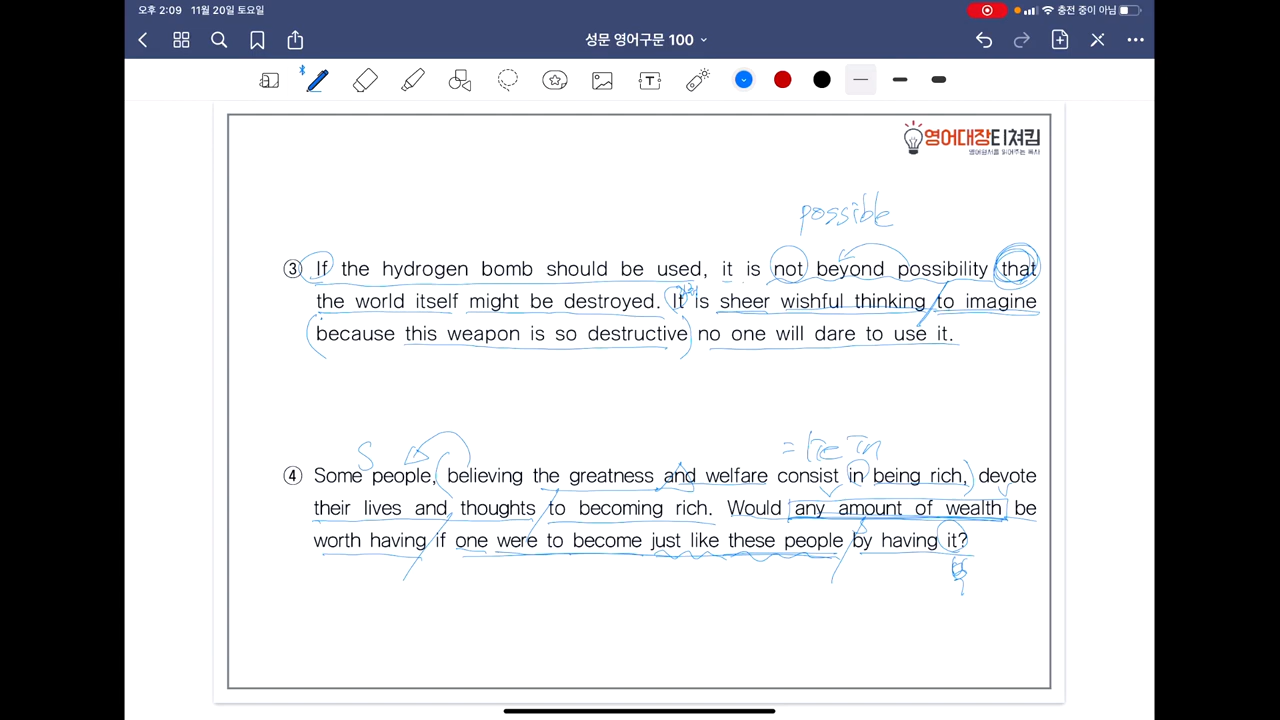 오후 2:09 11월 20일 토요일
충전 중이 아님
성문 영어구문 100
영어대장티쳐킴
possible
③ If the hydrogen bomb should be used, it is not beyond possibility that
the world itself might be destroyed. It is sheer wishful thinking to imagine
because this weapon is so destructive no one will dare to use it.
S = lie in
④ Some people, believing the greatness and welfare consist in being rich, devote
their lives and thoughts to becoming rich. Would any amount of wealth be
worth having if one were to become just like these people by having it?